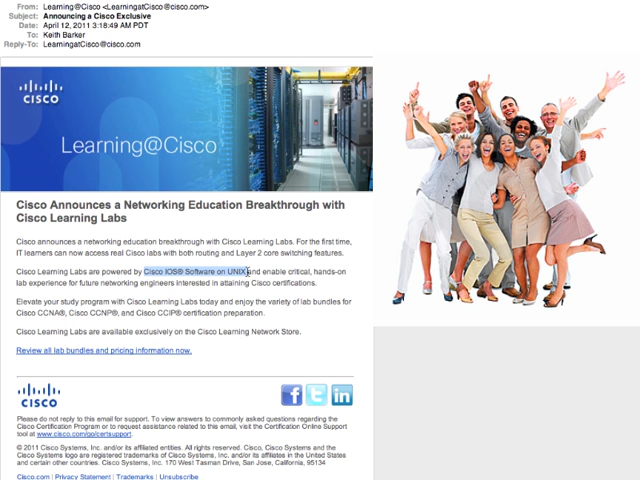 From: Learning@Cisco <LearningatCisco@cisco.com>
Subject: Announcing a Cisco Exclusive
Date: April 12, 2011 3:18:49 AM PDT
To: Keith Barker
Reply-To: LearningatCisco@cisco.com
CISCO
Learning@Cisco
Cisco Announces a Networking Education Breakthrough with
Cisco Learning Labs
Cisco announces a networking education breakthrough with Cisco Learning Labs. For the first time,
IT learners can now access real Cisco labs with both routing and Layer 2 core switching features.
Cisco Learning Labs are powered by Cisco IOS® Software on UNIX and enable critical, hands-on
lab experience for future networking engineers interested in attaining Cisco certifications.
Elevate your study program with Cisco Learning Labs today and enjoy the variety of lab bundles for
Cisco CCNA®, Cisco CCNP®, and Cisco CCIP® certification preparation.
Cisco Learning Labs are available exclusively on the Cisco Learning Network Store.
Review all lab bundles and pricing information now.
CISCO
f t in
Please do not reply to this email for support. To view answers to commonly asked questions regarding the
Cisco Certification Program or to request assistance related to this email, visit the Certification Online Support
tool at www.cisco.com/go/certsupport.
© 2011 Cisco Systems, Inc. and/or its affiliated entities. All rights reserved. Cisco, Cisco Systems and the
Cisco Systems logo are registered trademarks of Cisco Systems, Inc. and/or its affiliates in the United States
and certain other countries. Cisco Systems, Inc. 170 West Tasman Drive, San Jose, California, 95134
Cisco.com | Privacy Statement | Trademarks | Unsubscribe